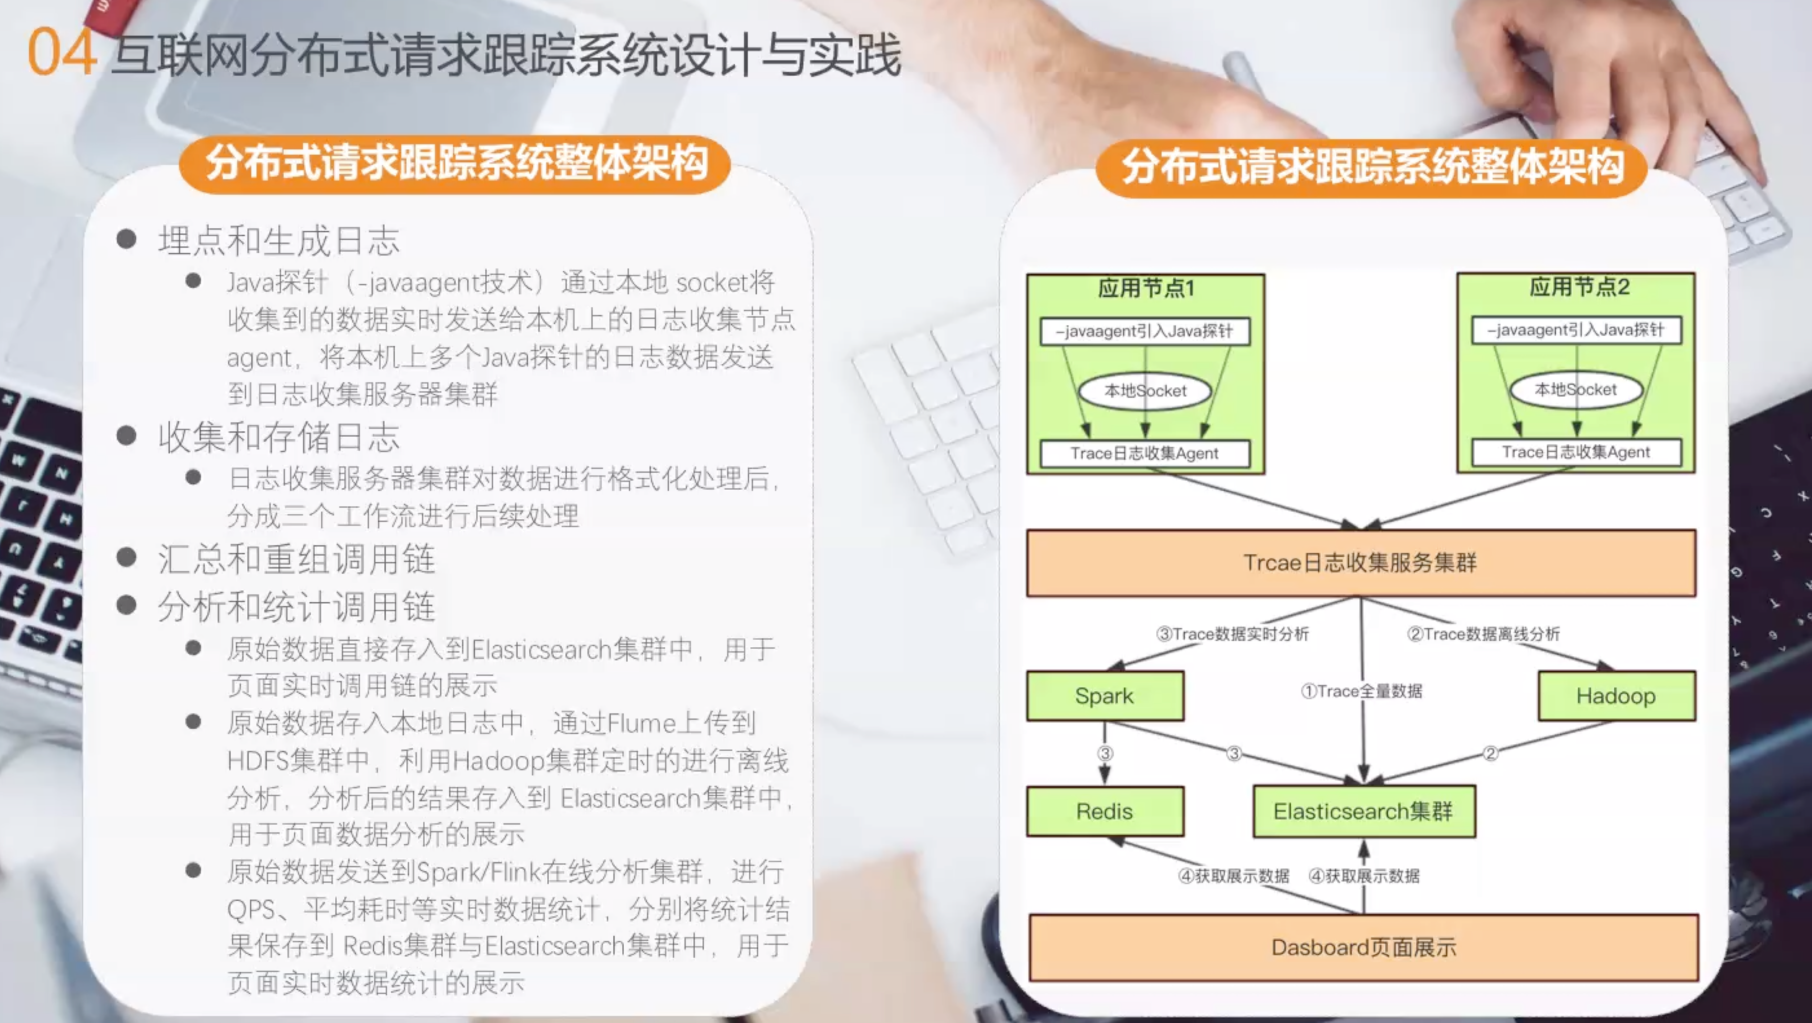 04 互联网分布式请求跟踪系统设计与实践
分布式请求跟踪系统整体架构
埋点和生成日志
Java探针（-javaagent技术）通过本地 socket将
收集到的数据实时发送给本机上的日志收集节点
agent，将本机上多个Java探针的日志数据发送
到日志收集服务器集群
收集和存储日志
日志收集服务器集群对数据进行格式化处理后，
分成三个工作流进行后续处理
汇总和重组调用链
分析和统计调用链
原始数据直接存入到Elasticsearch集群中，用于
页面实时调用链的展示
原始数据存入本地日志中，通过Flume上传到
HDFS集群中，利用Hadoop集群定时的进行离线
分析，分析后的结果存入到 Elasticsearch集群中，
用于页面数据分析的展示
原始数据发送到Spark/Flink在线分析集群，进行
QPS、平均耗时等实时数据统计，分别将统计结
果保存到 Redis集群与Elasticsearch集群中，用于
页面实时数据统计的展示
分布式请求跟踪系统整体架构
应用节点1
-javaagent引入Java探针
本地Socket
Trace日志收集Agent
应用节点2
-javaagent引入Java探针
本地Socket
Trace日志收集Agent
Trcae日志收集服务集群
③Trace数据实时分析
②Trace数据离线分析
①Trace全量数据
Spark
Hadoop
③
③
②
Redis
Elasticsearch集群
④获取展示数据
④获取展示数据
Dasboard页面展示